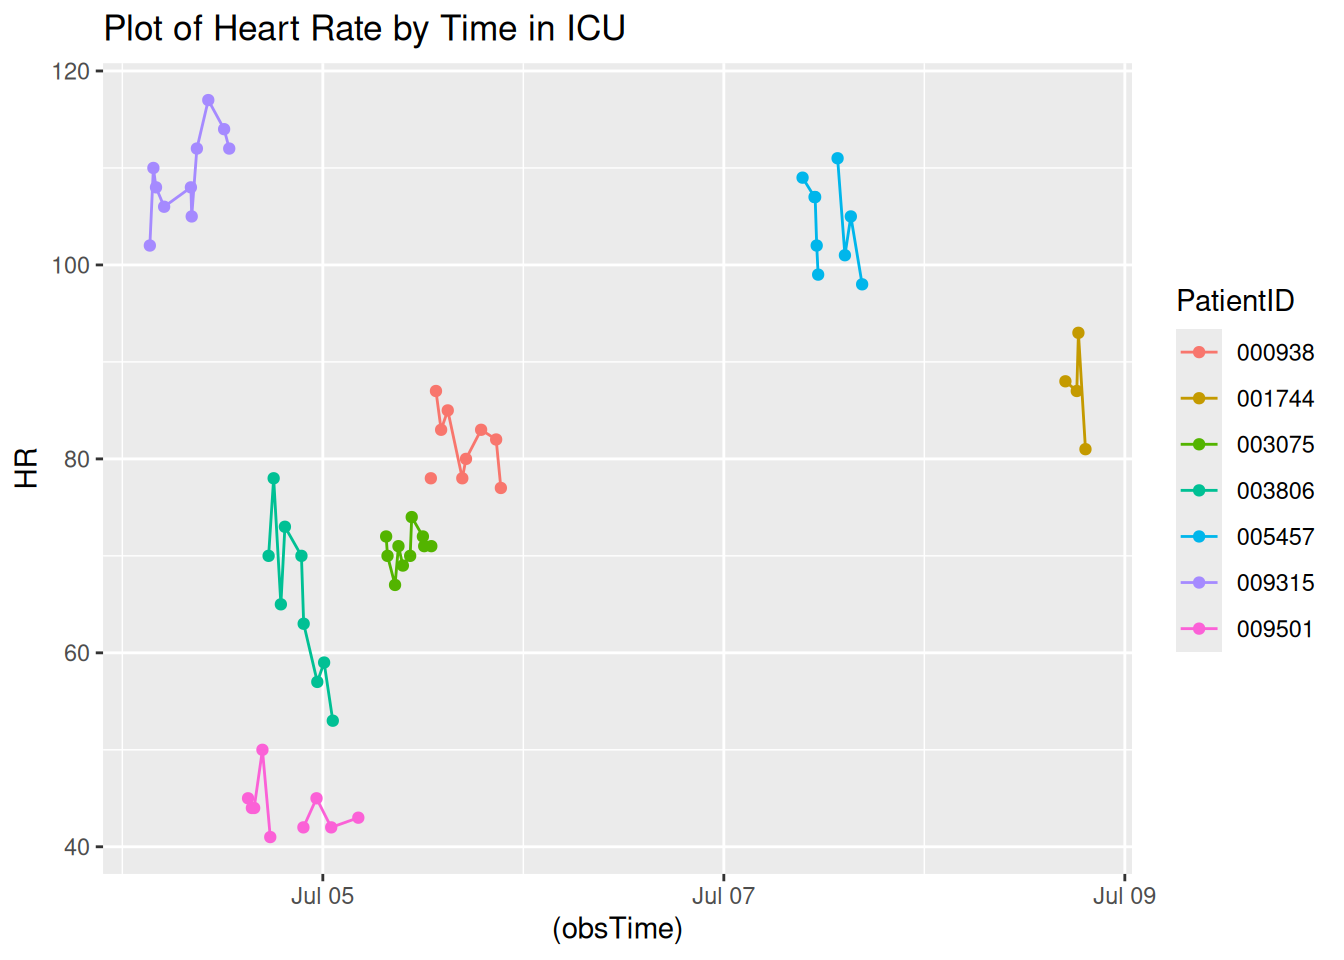 Plot of Heart Rate by Time in ICU
120
100
80
60
40
HR
Jul 05
Jul 07
Jul 09
(obsTime)
PatientID
000938
001744
003075
003806
005457
009315
009501